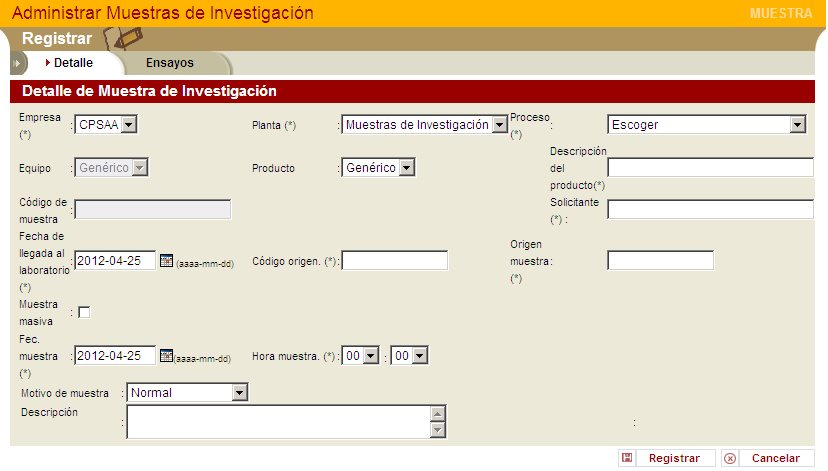 Administrar Muestras de Investigación MUESTRA
Registrar
Detalle Ensayos
Detalle de Muestra de Investigación
Empresa (*) : CPSAA Planta (*) : Muestras de Investigación Proceso (*) : Escoger
Equipo : Genérico Producto : Genérico Descripción del producto(*)
Código de muestra : Solicitante (*) :
Fecha de llegada al laboratorio (*) : 2012-04-25 (aaaa-mm-dd) Código origen. (*) : Origen muestra: (*)
Muestra masiva :
Fec. muestra (*) : 2012-04-25 (aaaa-mm-dd) Hora muestra. (*) : 00 : 00
Motivo de muestra : Normal
Descripción : :
Registrar Cancelar